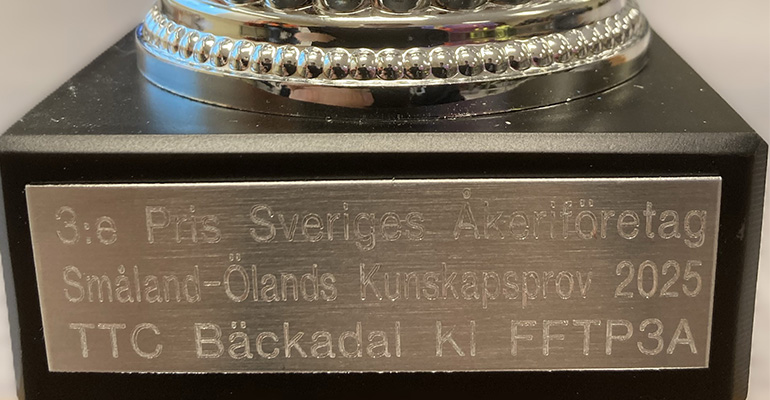 3:e Pris Sveriges Åkeriföretag
Småland-Ölands Kunskapsprov 2025
TTC Bäckadal Kl FFTP3A